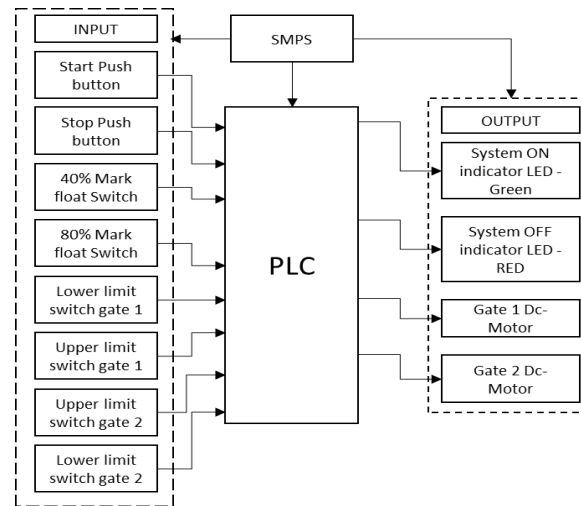 INPUT
Start Push
button
Stop Push
button
40% Mark
float Switch
80% Mark
float Switch
Lower limit
switch gate 1
Upper limit
switch gate 1
Upper limit
switch gate 2
Lower limit
switch gate 2
SMPS
PLC
OUTPUT
System ON
indicator LED -
Green
System OFF
indicator LED -
RED
Gate 1 Dc-
Motor
Gate 2 Dc-
Motor